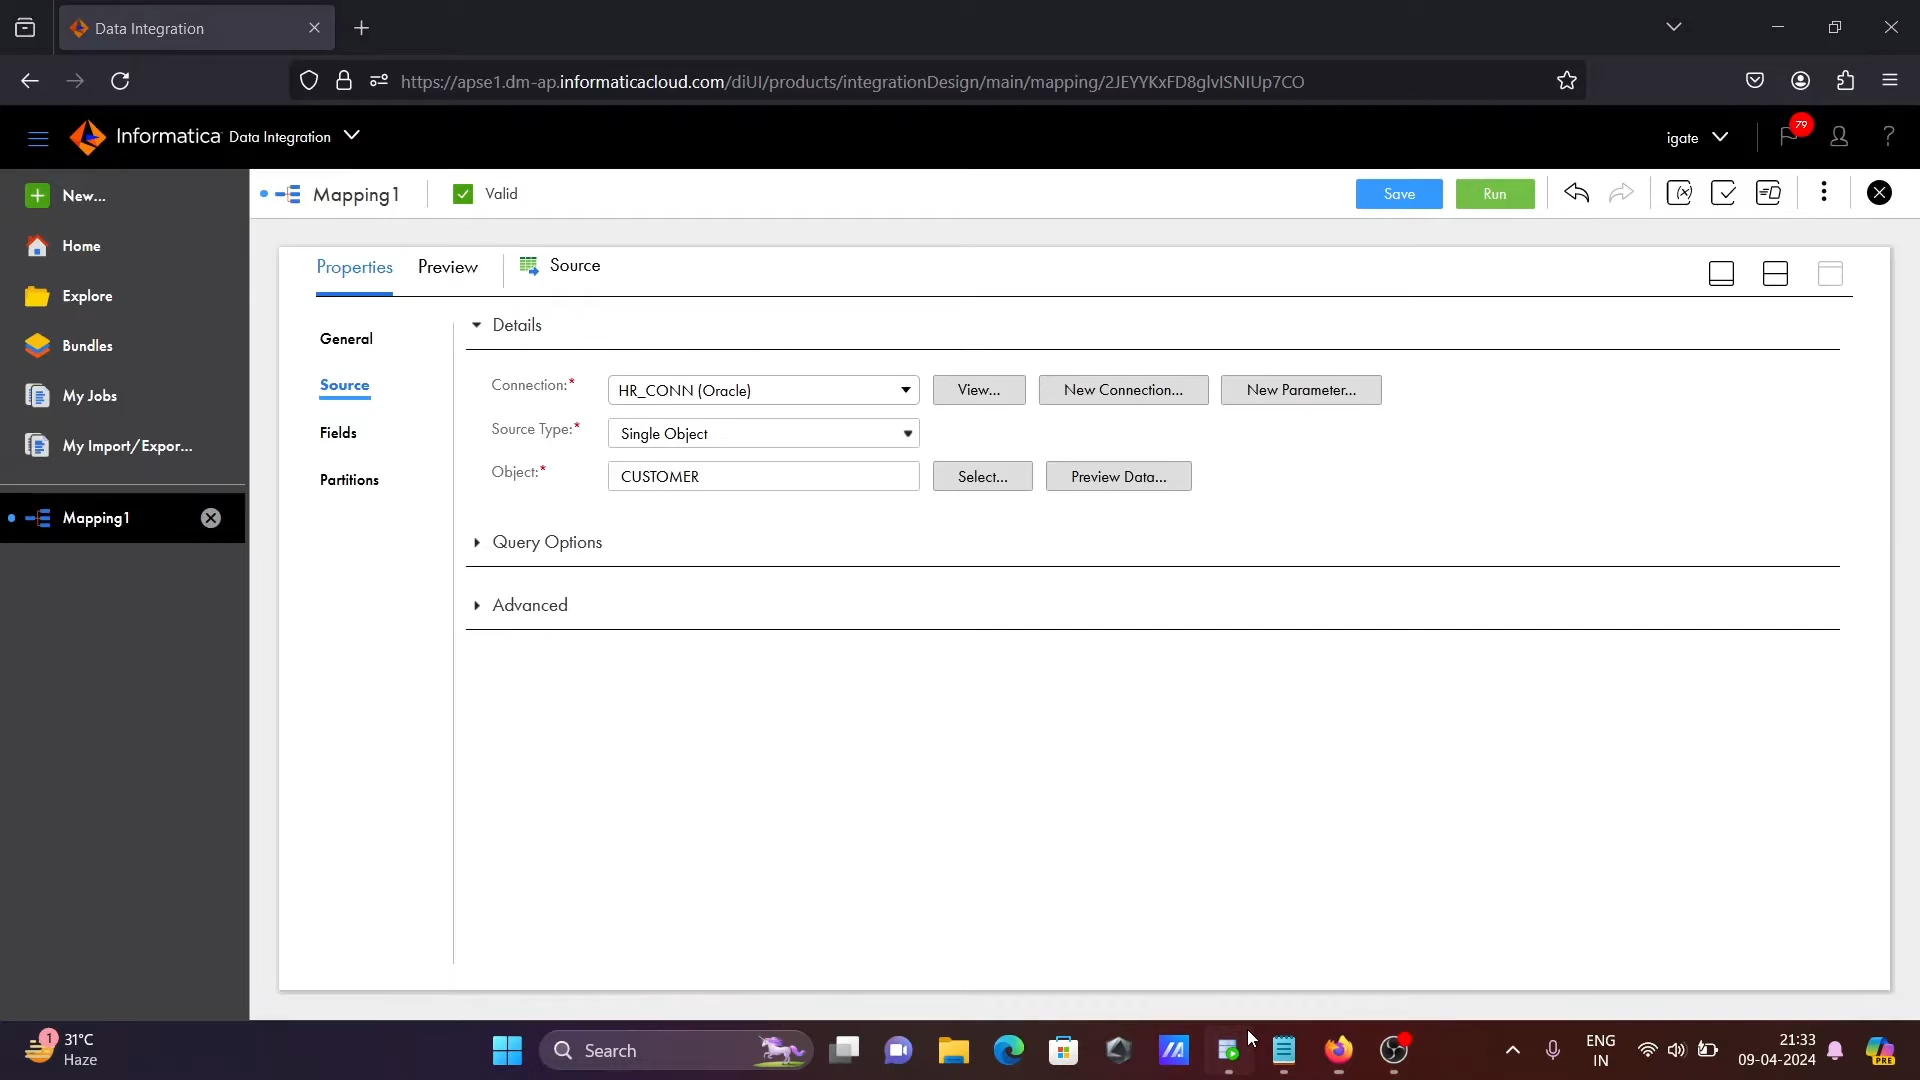 Data Integration
https://apse1.dm-ap.informaticacloud.com/diUI/products/integrationDesign/main/mapping/2JEYYKxFD8glvISNIUp7CO
Informatica Data Integration
igate
79
New...
Mapping1
Valid
Save
Run
Home
Properties
Preview
Source
Explore
Bundles
My Jobs
My Import/Expor...
Mapping1
General
Source
Fields
Partitions
Details
Connection:*
HR_CONN (Oracle)
View...
New Connection...
New Parameter...
Source Type:*
Single Object
Object:*
CUSTOMER
Select...
Preview Data...
Query Options
Advanced
1
31°C
Haze
Search
ENG
IN
21:33
09-04-2024
PRE